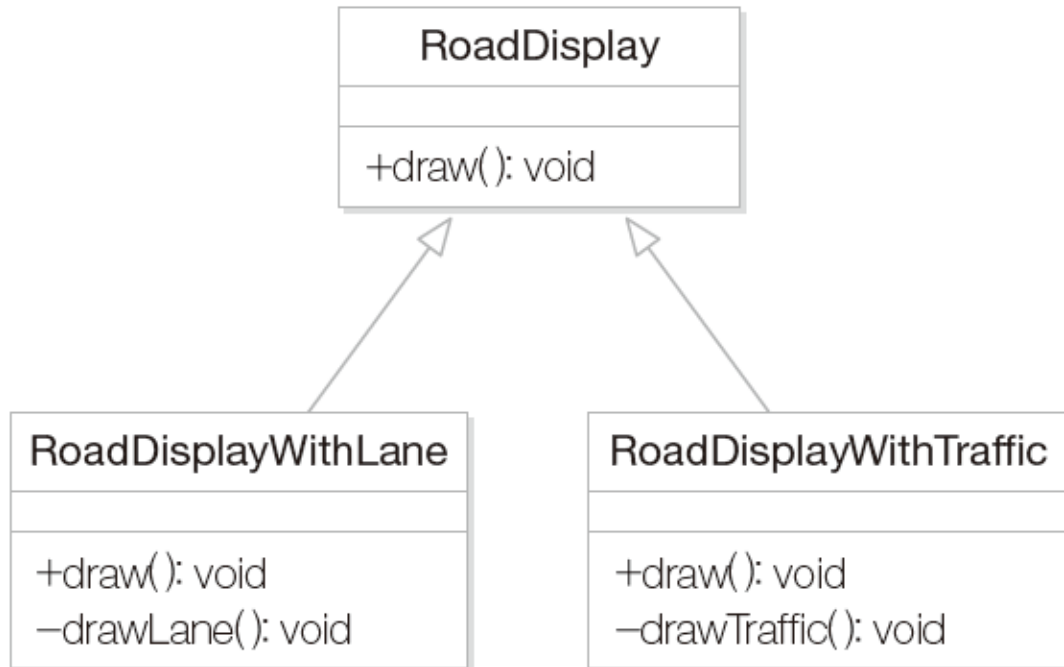 RoadDisplay
+draw(): void
RoadDisplayWithLane
+draw(): void
−drawLane(): void
RoadDisplayWithTraffic
+draw(): void
−drawTraffic(): void